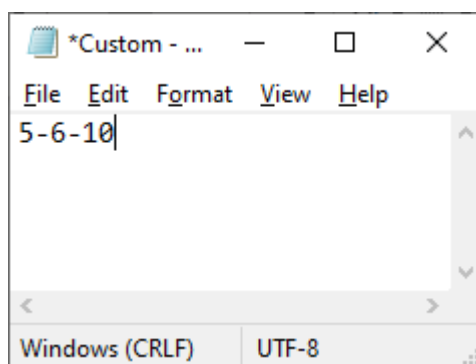 *Custom - ...
File Edit Format View Help
5-6-10
Windows (CRLF) UTF-8